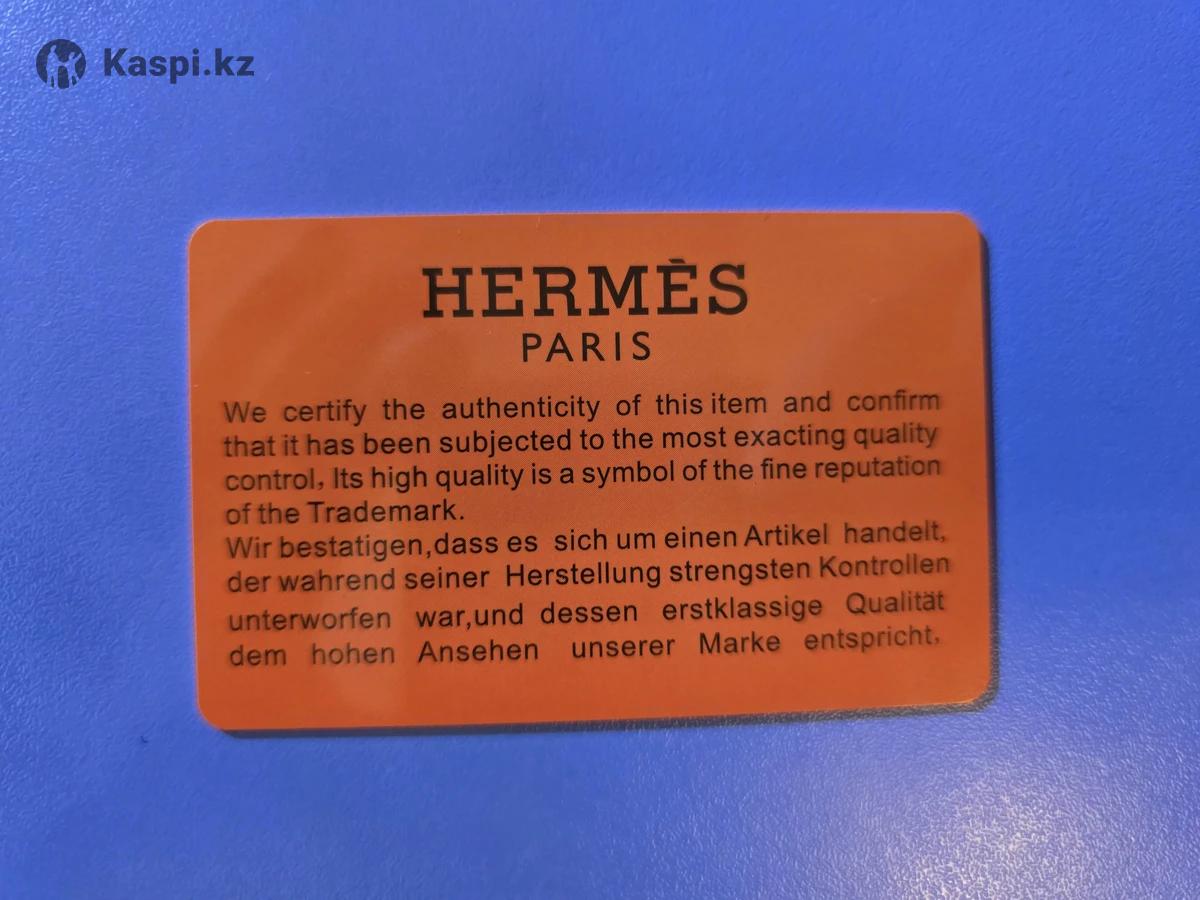 Kaspi.kz
HERMÈS
PARIS
We certify the authenticity of this item and confirm
that it has been subjected to the most exacting quality
control, Its high quality is a symbol of the fine reputation
of the Trademark.
Wir bestatigen,dass es sich um einen Artikel handelt,
der wahrend seiner Herstellung strengsten Kontrollen
unterworfen war,und dessen erstklassige Qualität
dem hohen Ansehen unserer Marke entspricht,